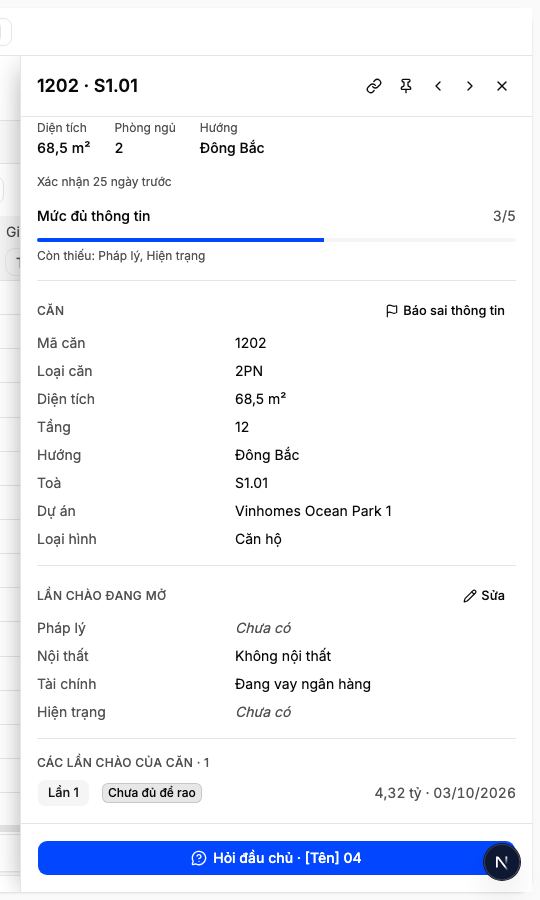 1202 · S1.01
Diện tích Phòng ngủ Hướng
68,5 m² 2 Đông Bắc
Xác nhận 25 ngày trước
Mức đủ thông tin 3/5
Còn thiếu: Pháp lý, Hiện trạng
Gi
CĂN Báo sai thông tin
Mã căn 1202
Loại căn 2PN
Diện tích 68,5 m²
Tầng 12
Hướng Đông Bắc
Toà S1.01
Dự án Vinhomes Ocean Park 1
Loại hình Căn hộ
LẦN CHÀO ĐANG MỞ Sửa
Pháp lý Chưa có
Nội thất Không nội thất
Tài chính Đang vay ngân hàng
Hiện trạng Chưa có
CÁC LẦN CHÀO CỦA CĂN · 1
Lần 1 Chưa đủ để rao 4,32 tỷ · 03/10/2026
Hỏi đầu chủ · [Tên] 04
N